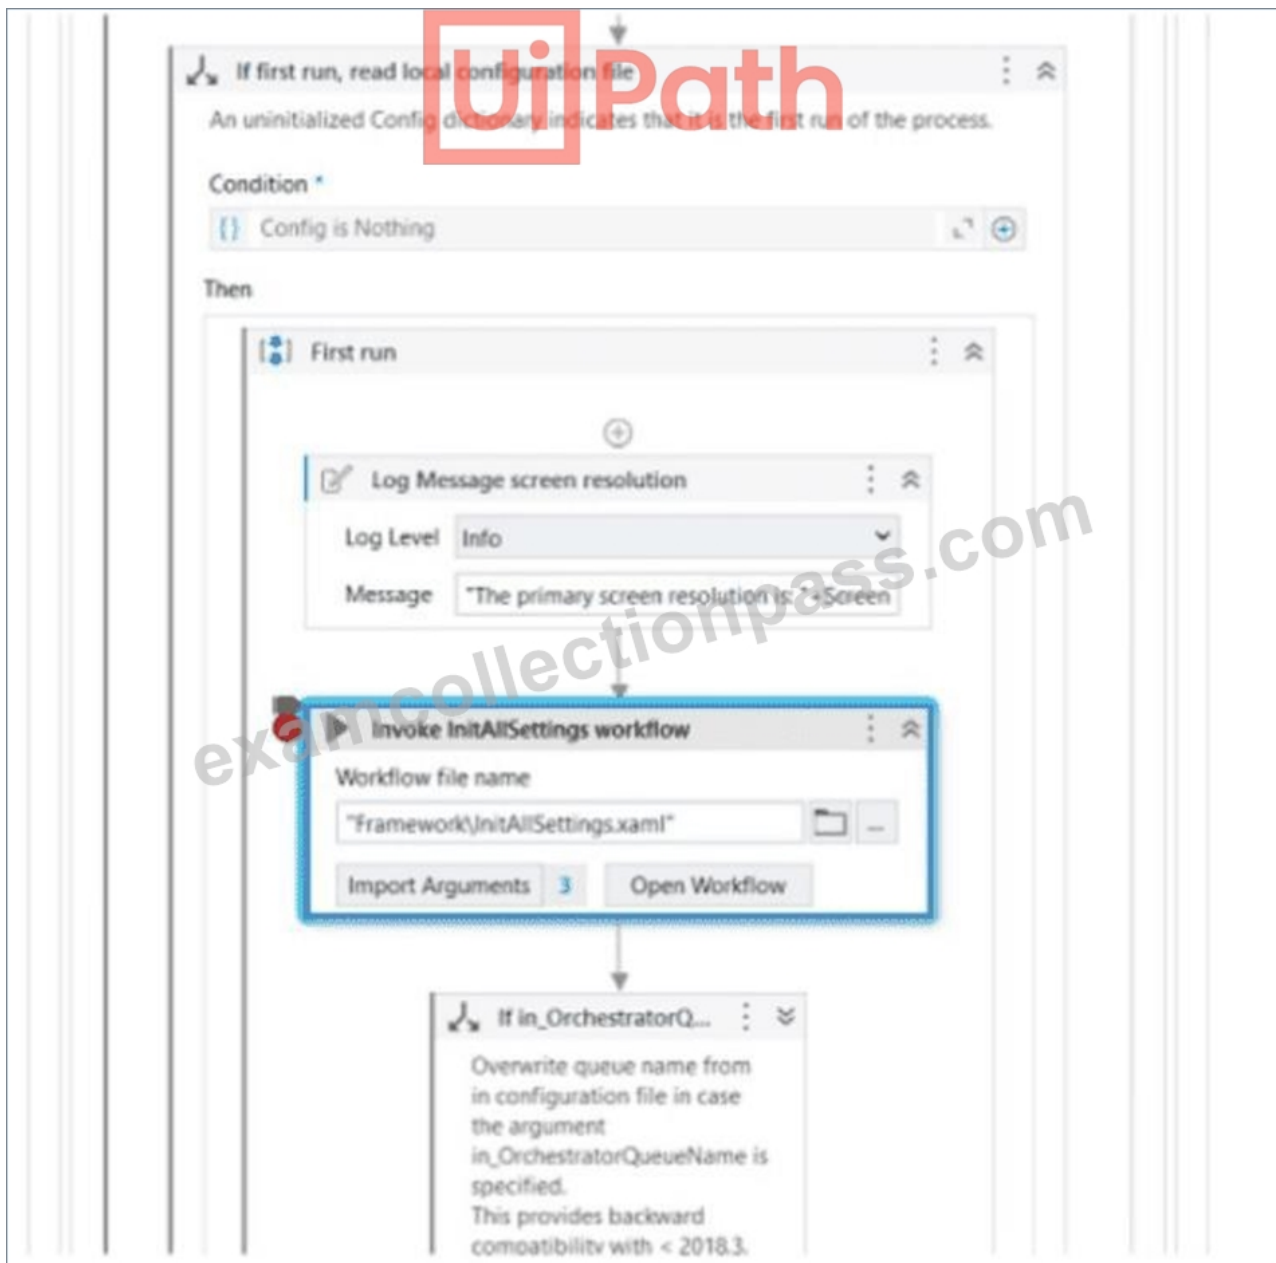 UiPath
If first run, read local configuration file
An uninitialized Config dictionary indicates that it is the first run of the process.
Condition *
{} Config is Nothing
Then
First run
Log Message screen resolution
Log Level Info
Message "The primary screen resolution is: "+Screen
examcollectionpass.com
Invoke InitAllSettings workflow
Workflow file name
"Framework\InitAllSettings.xaml" ...
Import Arguments 3 Open Workflow
If in_OrchestratorQ...
Overwrite queue name from
in configuration file in case
the argument
in_OrchestratorQueueName is
specified.
This provides backward
compatibility with < 2018.3.